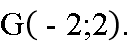 G( - 2;2).